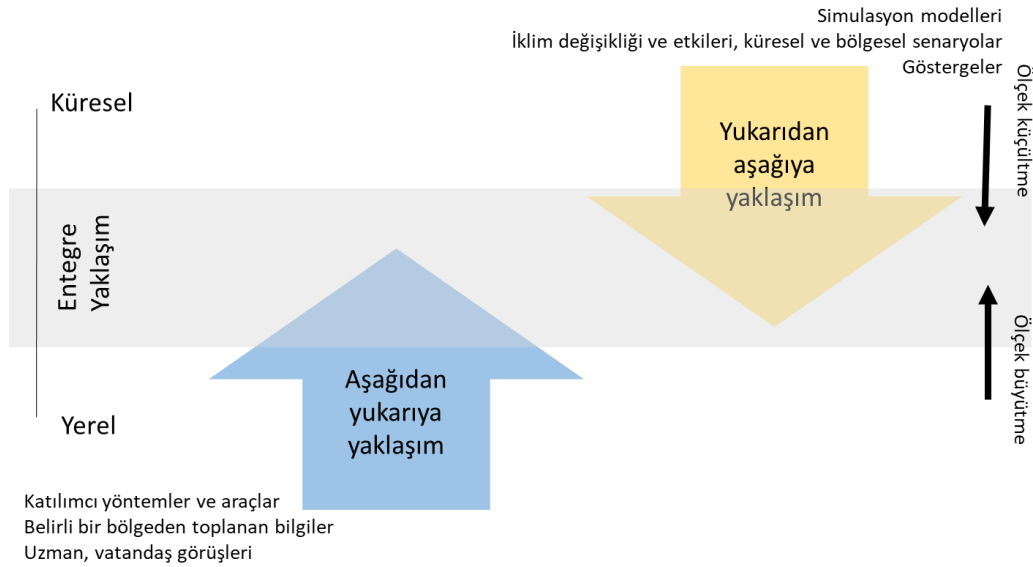 Simulasyon modelleri
İklim değişikliği ve etkileri, küresel ve bölgesel senaryolar
Göstergeler
Ölçek küçültme
Küresel
Yukarıdan
aşağıya
yaklaşım
Entegre
Yaklaşım
Ölçek büyütme
Aşağıdan
yukarıya
yaklaşım
Yerel
Katılımcı yöntemler ve araçlar
Belirli bir bölgeden toplanan bilgiler
Uzman, vatandaş görüşleri